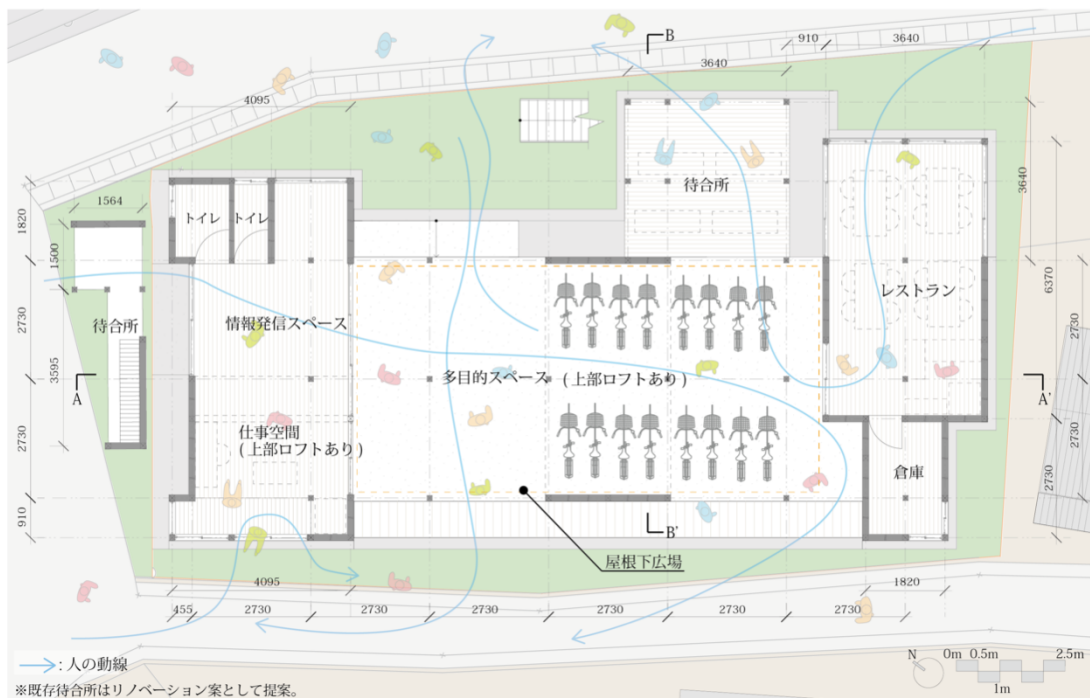 B
910
3640
3640
4095
1564
1820
1500
2730
3595
2730
910
トイレ
トイレ
待合所
3640
6370
待合所
情報発信スペース
レストラン
多目的スペース (上部ロフトあり)
A
A'
仕事空間
(上部ロフトあり)
倉庫
2730
2730
2730
B'
屋根下広場
4095
1820
455
2730
2730
2730
2730
2730
2730
: 人の動線
※既存待合所はリノベーション案として提案。
N
0m
0.5m
2.5m
1m